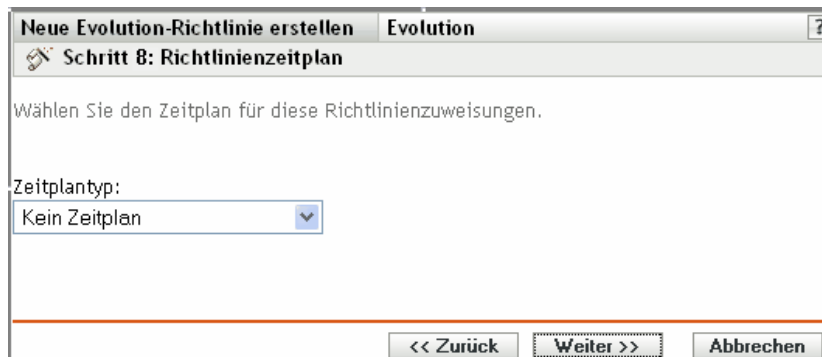 Neue Evolution-Richtlinie erstellen Evolution ?
Schritt 8: Richtlinienzeitplan
Wählen Sie den Zeitplan für diese Richtlinienzuweisungen.
Zeitplantyp:
Kein Zeitplan
<< Zurück Weiter >> Abbrechen